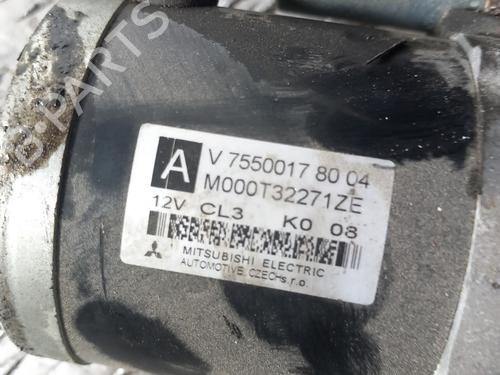 B-PARTS
A V 7550017 80 04
M000T32271ZE
12V CL3 K0 08
MITSUBISHI ELECTRIC
AUTOMOTIVE CZECH s.r.o.